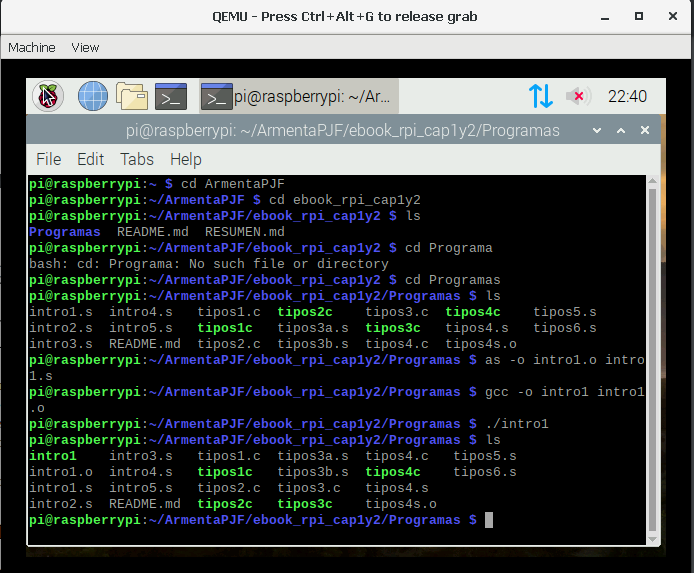 QEMU - Press Ctrl+Alt+G to release grab
Machine View
pi@raspberrypi: ~/Ar... 22:40
pi@raspberrypi: ~/ArmentaPJF/ebook_rpi_cap1y2/Programas
File Edit Tabs Help
pi@raspberrypi:~ $ cd ArmentaPJF
pi@raspberrypi:~/ArmentaPJF $ cd ebook_rpi_cap1y2
pi@raspberrypi:~/ArmentaPJF/ebook_rpi_cap1y2 $ ls
Programas README.md RESUMEN.md
pi@raspberrypi:~/ArmentaPJF/ebook_rpi_cap1y2 $ cd Programa
bash: cd: Programa: No such file or directory
pi@raspberrypi:~/ArmentaPJF/ebook_rpi_cap1y2 $ cd Programas
pi@raspberrypi:~/ArmentaPJF/ebook_rpi_cap1y2/Programas $ ls
intro1.s intro4.s tipos1.c tipos2c tipos3.c tipos4c tipos5.s
intro2.s intro5.s tipos1c tipos3a.s tipos3c tipos4.s tipos6.s
intro3.s README.md tipos2.c tipos3b.s tipos4.c tipos4s.o
pi@raspberrypi:~/ArmentaPJF/ebook_rpi_cap1y2/Programas $ as -o intro1.o intro
1.s
pi@raspberrypi:~/ArmentaPJF/ebook_rpi_cap1y2/Programas $ gcc -o intro1 intro1
.o
pi@raspberrypi:~/ArmentaPJF/ebook_rpi_cap1y2/Programas $ ./intro1
pi@raspberrypi:~/ArmentaPJF/ebook_rpi_cap1y2/Programas $ ls
intro1 intro3.s tipos1.c tipos3a.s tipos4.c tipos5.s
intro1.o intro4.s tipos1c tipos3b.s tipos4c tipos6.s
intro1.s intro5.s tipos2.c tipos3.c tipos4.s
intro2.s README.md tipos2c tipos3c tipos4s.o
pi@raspberrypi:~/ArmentaPJF/ebook_rpi_cap1y2/Programas $